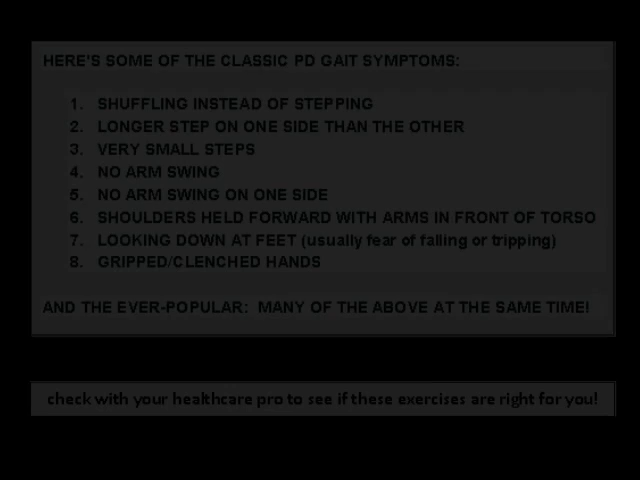 HERE'S SOME OF THE CLASSIC PD GAIT SYMPTOMS:
1. SHUFFLING INSTEAD OF STEPPING
2. LONGER STEP ON ONE SIDE THAN THE OTHER
3. VERY SMALL STEPS
4. NO ARM SWING
5. NO ARM SWING ON ONE SIDE
6. SHOULDERS HELD FORWARD WITH ARMS IN FRONT OF TORSO
7. LOOKING DOWN AT FEET (usually fear of falling or tripping)
8. GRIPPED/CLENCHED HANDS
AND THE EVER-POPULAR: MANY OF THE ABOVE AT THE SAME TIME!
check with your healthcare pro to see if these exercises are right for you!